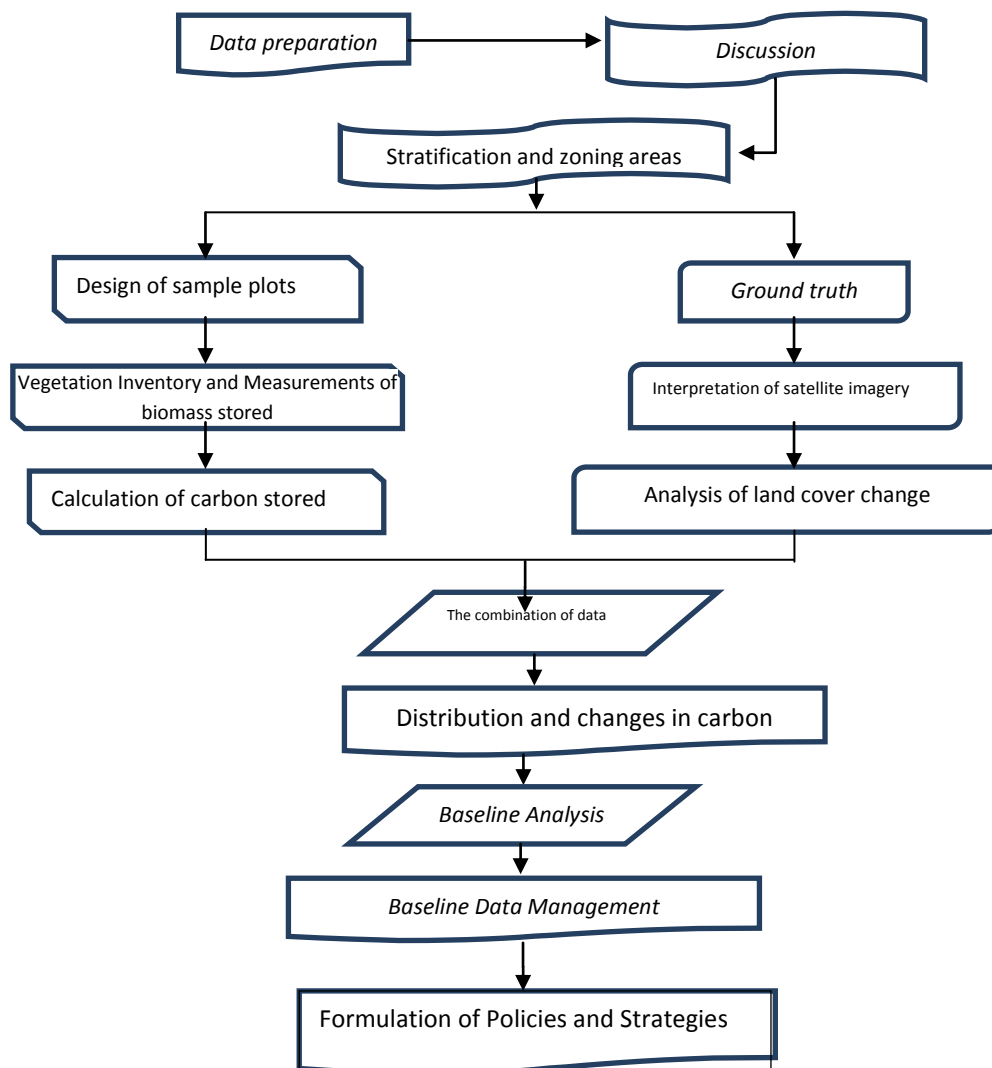 Data preparation
Discussion
Stratification and zoning areas
Design of sample plots
Ground truth
Vegetation Inventory and Measurements of
biomass stored
Interpretation of satellite imagery
Calculation of carbon stored
Analysis of land cover change
The combination of data
Distribution and changes in carbon
Baseline Analysis
Baseline Data Management
Formulation of Policies and Strategies